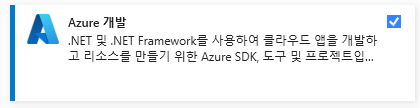 Azure 개발
.NET 및 .NET Framework를 사용하여 클라우드 앱을 개발하
고 리소스를 만들기 위한 Azure SDK, 도구 및 프로젝트입...